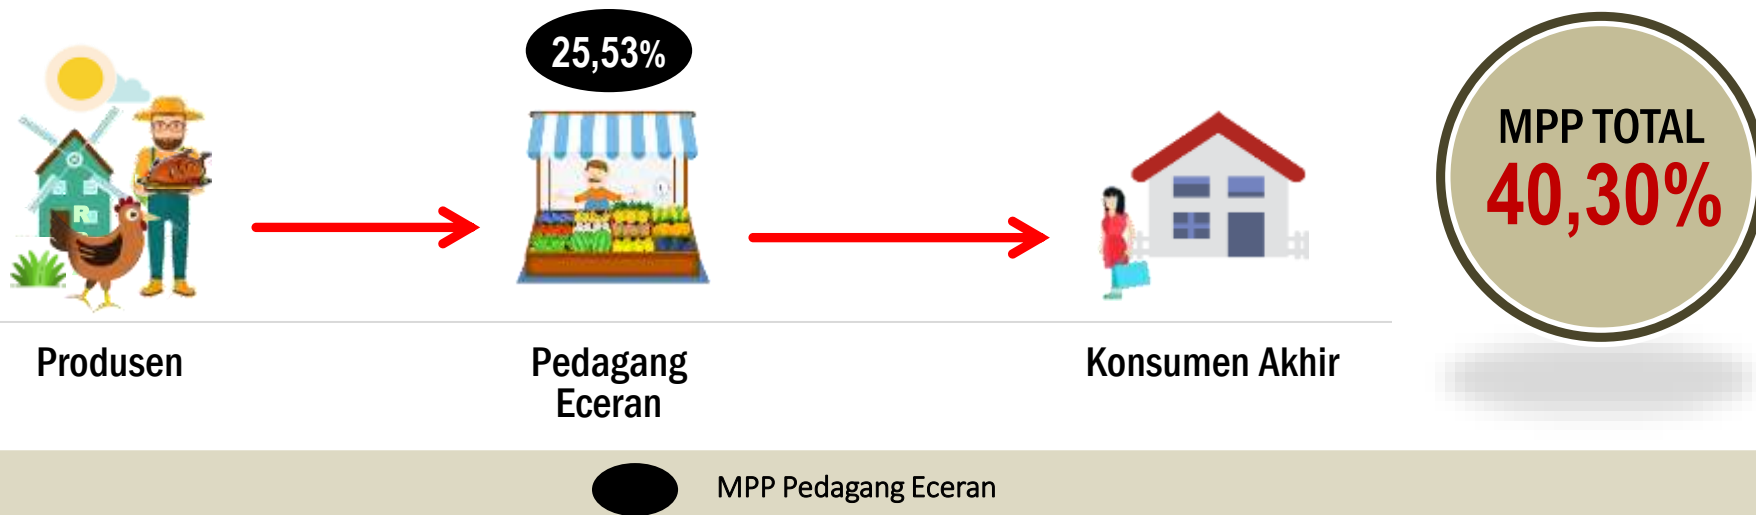 25,53%
MPP TOTAL
40,30%
Produsen
Pedagang
Eceran
Konsumen Akhir
MPP Pedagang Eceran